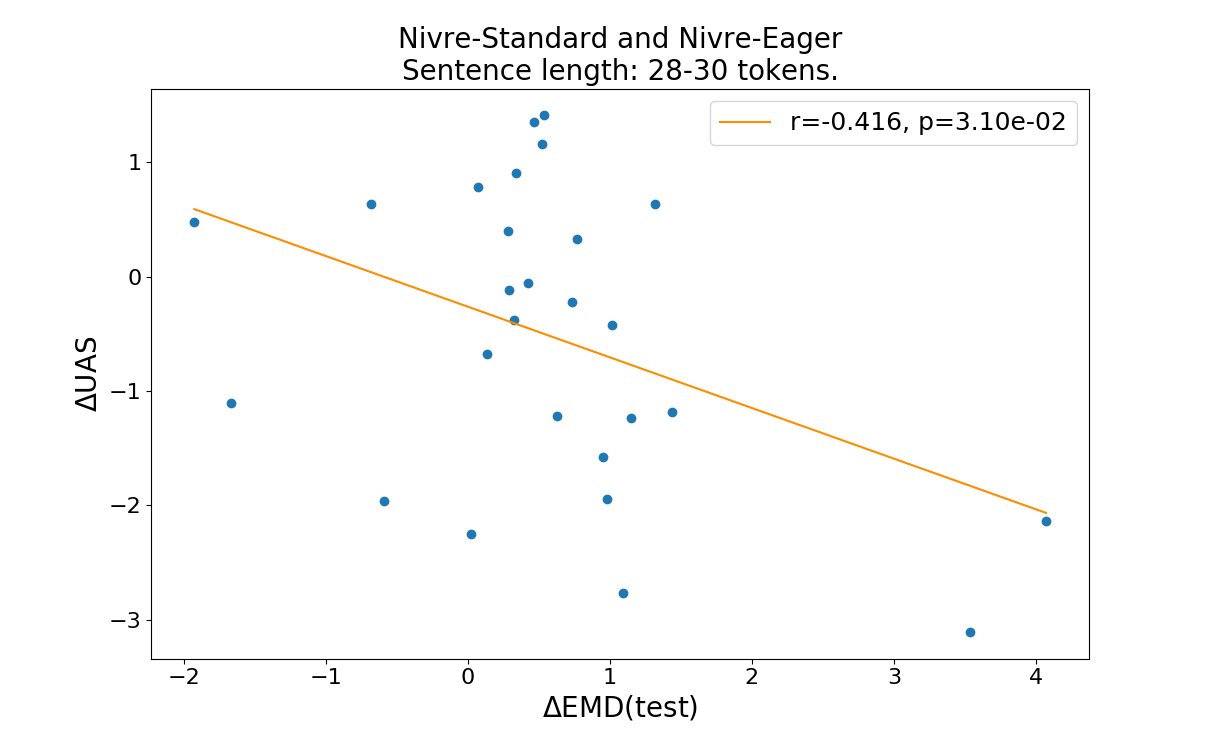 Nivre-Standard and Nivre-Eager
Sentence length: 28-30 tokens.
r=-0.416, p=3.10e-02
1
0
−1
−2
−3
ΔUAS
−2 −1 0 1 2 3 4
ΔEMD(test)